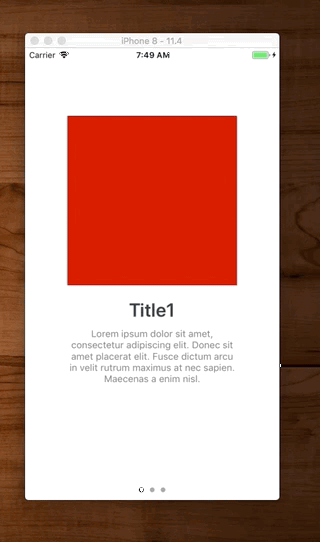 iPhone 8 - 11.4
Carrier 7:49 AM
Title1
Lorem ipsum dolor sit amet,
consectetur adipiscing elit. Donec sit
amet placerat elit. Fusce dictum arcu
in velit rutrum maximus at nec sapien.
Maecenas a enim nisl.